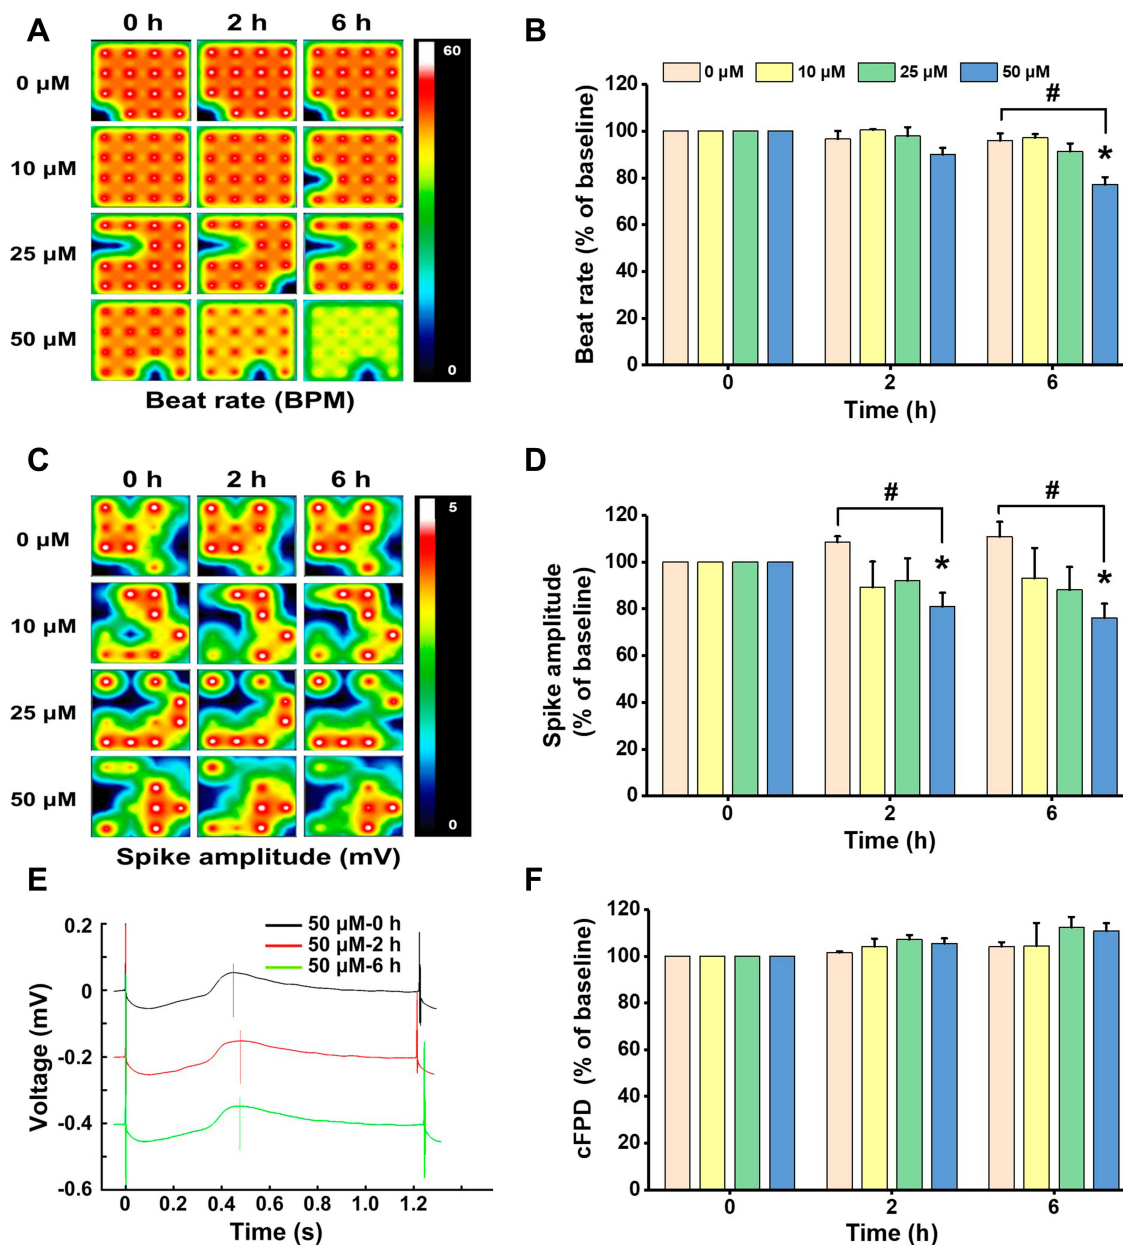 A
0 h 2 h 6 h
0 µM
10 µM
25 µM
50 µM
60
0
Beat rate (BPM)
B
0 µM 10 µM 25 µM 50 µM
Beat rate (% of baseline)
120
100
80
60
40
20
0
#
*
0 2 6
Time (h)
C
0 h 2 h 6 h
0 µM
10 µM
25 µM
50 µM
5
0
Spike amplitude (mV)
D
Spike amplitude
(% of baseline)
120
100
80
60
40
20
0
# #
* *
0 2 6
Time (h)
E
50 µM-0 h
50 µM-2 h
50 µM-6 h
Voltage (mV)
0.2
0
-0.2
-0.4
-0.6
0 0.2 0.4 0.6 0.8 1.0 1.2
Time (s)
F
cFPD (% of baseline)
120
100
80
60
40
20
0
0 2 6
Time (h)